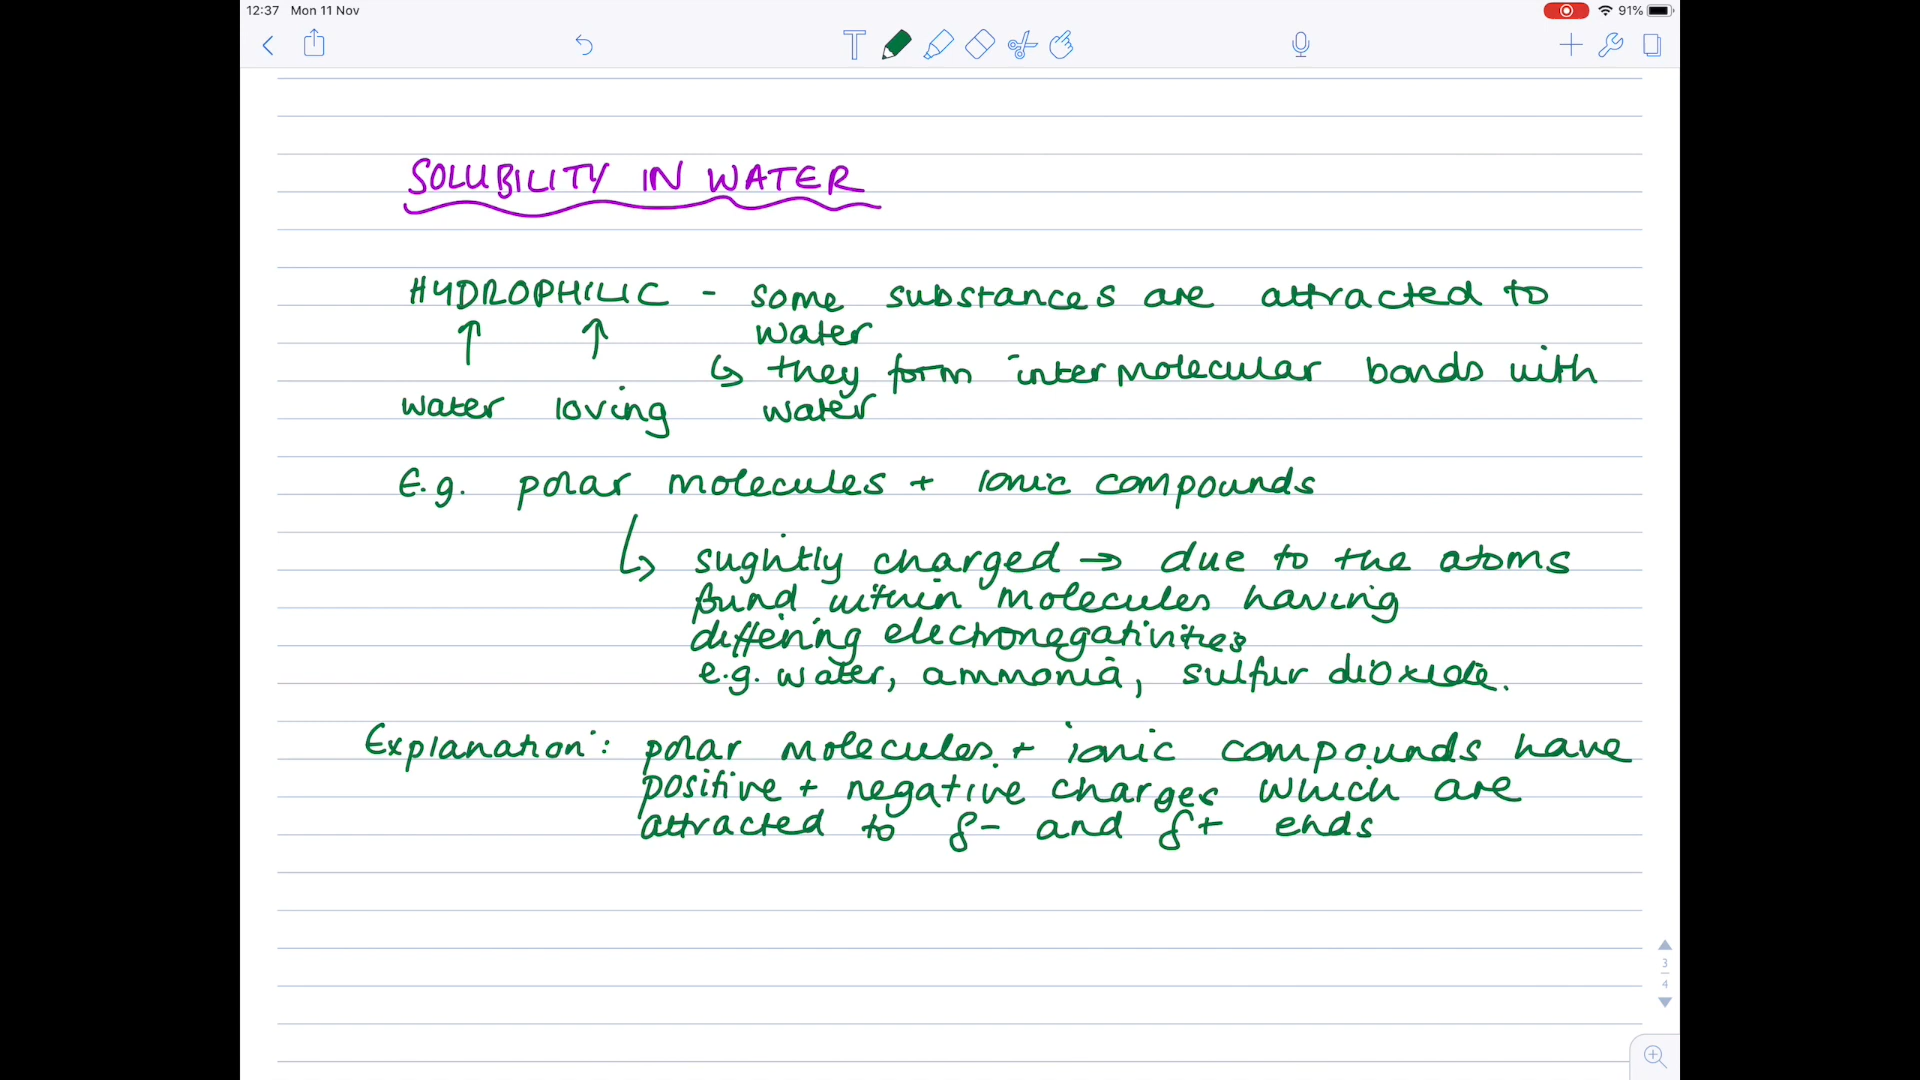 12:37 Mon 11 Nov
91%
SOLUBILITY IN WATER
HYDROPHILIC - some substances are attracted to
water
↳ they form intermolecular bonds with
water loving water
E.g. polar molecules + ionic compounds
↳ slightly charged → due to the atoms
found within molecules having
differing electronegativities
e.g. water, ammonia, sulfur dioxide.
Explanation: polar molecules + ionic compounds have
positive + negative charges which are
attracted to δ- and δ+ ends
3
4